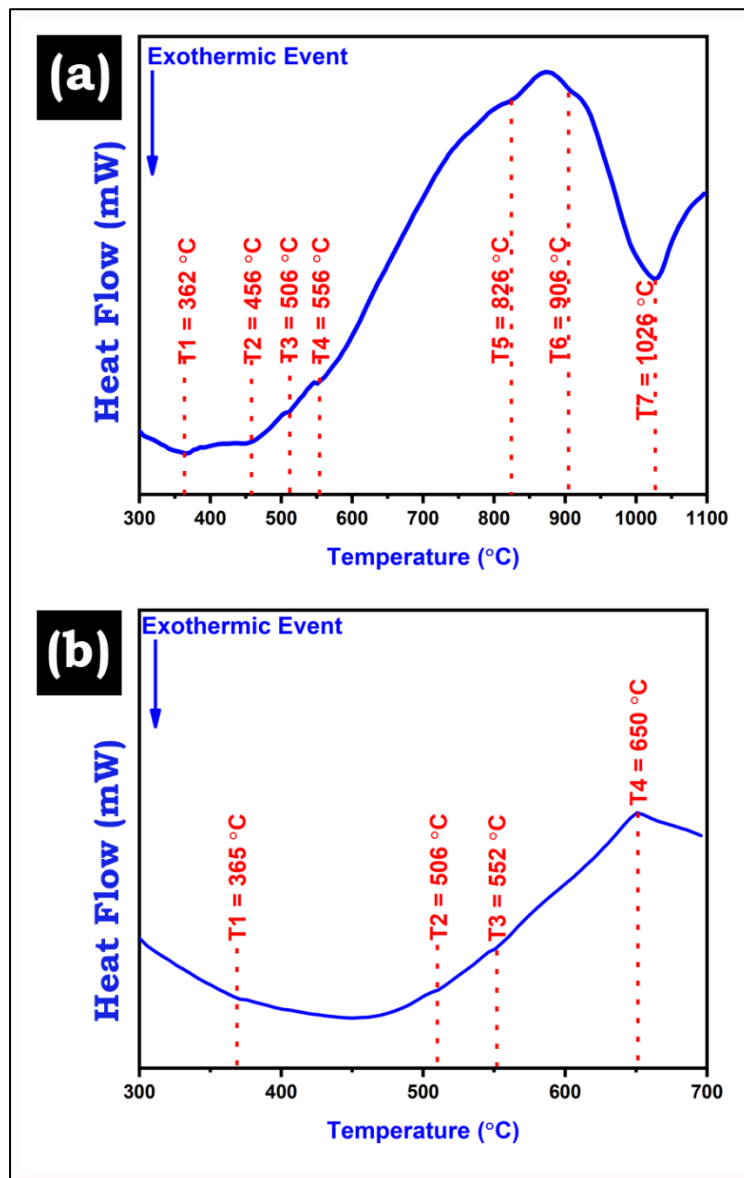 (a)
Exothermic Event
Heat Flow (mW)
T1 = 362 °C
T2 = 456 °C
T3 = 506 °C
T4 = 556 °C
T5 = 826 °C
T6 = 906 °C
T7 = 1026 °C
300 400 500 600 700 800 900 1000 1100
Temperature (°C)
(b)
Exothermic Event
Heat Flow (mW)
T1 = 365 °C
T2 = 506 °C
T3 = 552 °C
T4 = 650 °C
300 400 500 600 700
Temperature (°C)